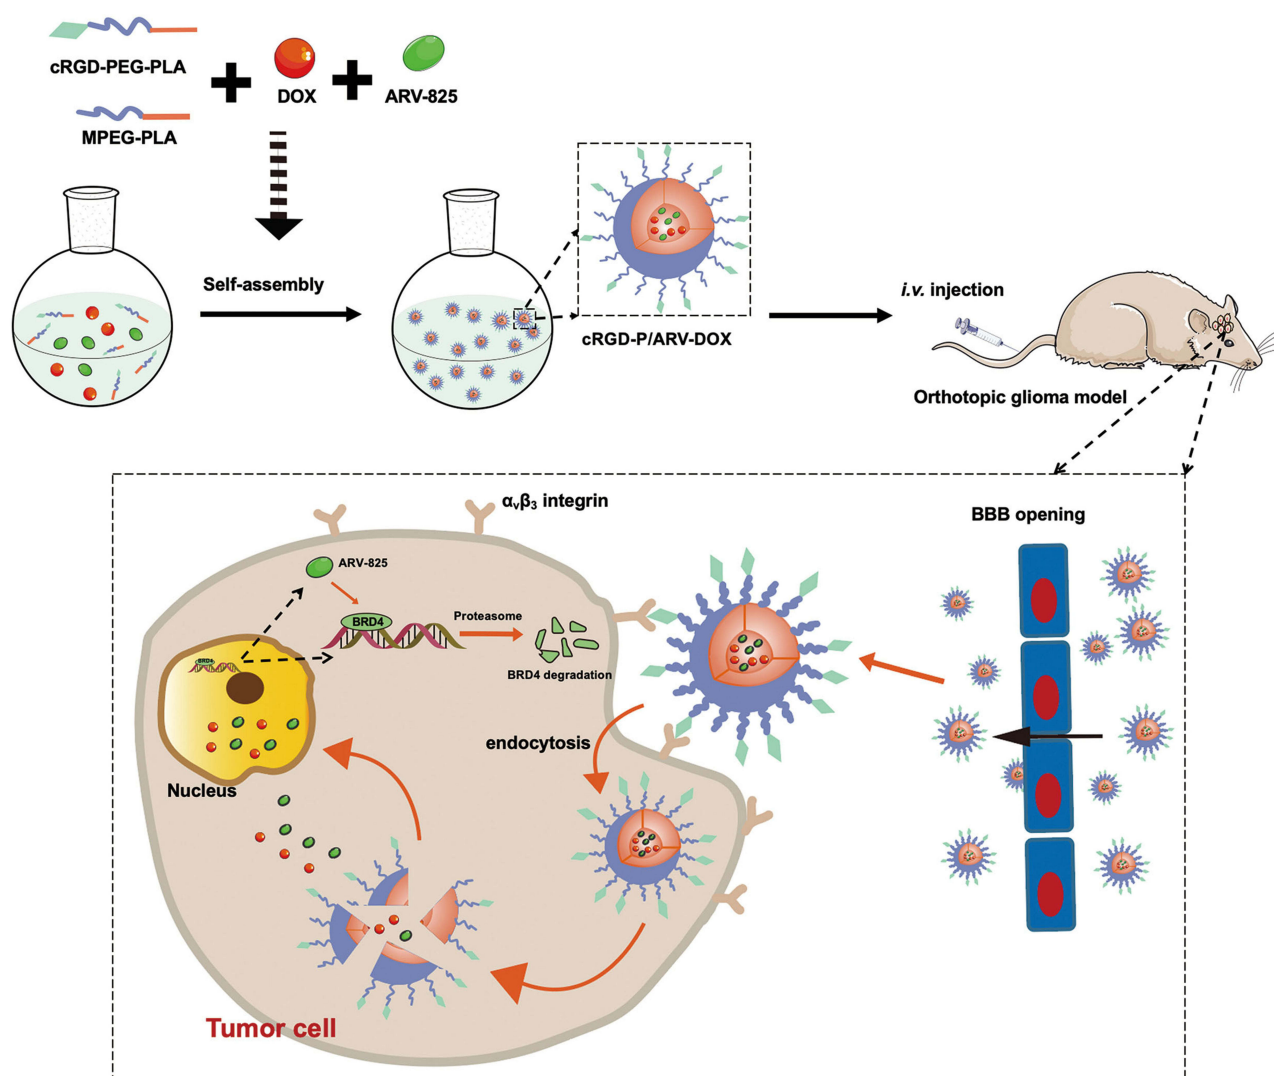 cRGD-PEG-PLA
MPEG-PLA
DOX
ARV-825
Self-assembly
cRGD-P/ARV-DOX
i.v. injection
Orthotopic glioma model
αvβ3 integrin
BBB opening
ARV-825
BRD4
Proteasome
BRD4 degradation
BRD4
endocytosis
Nucleus
Tumor cell